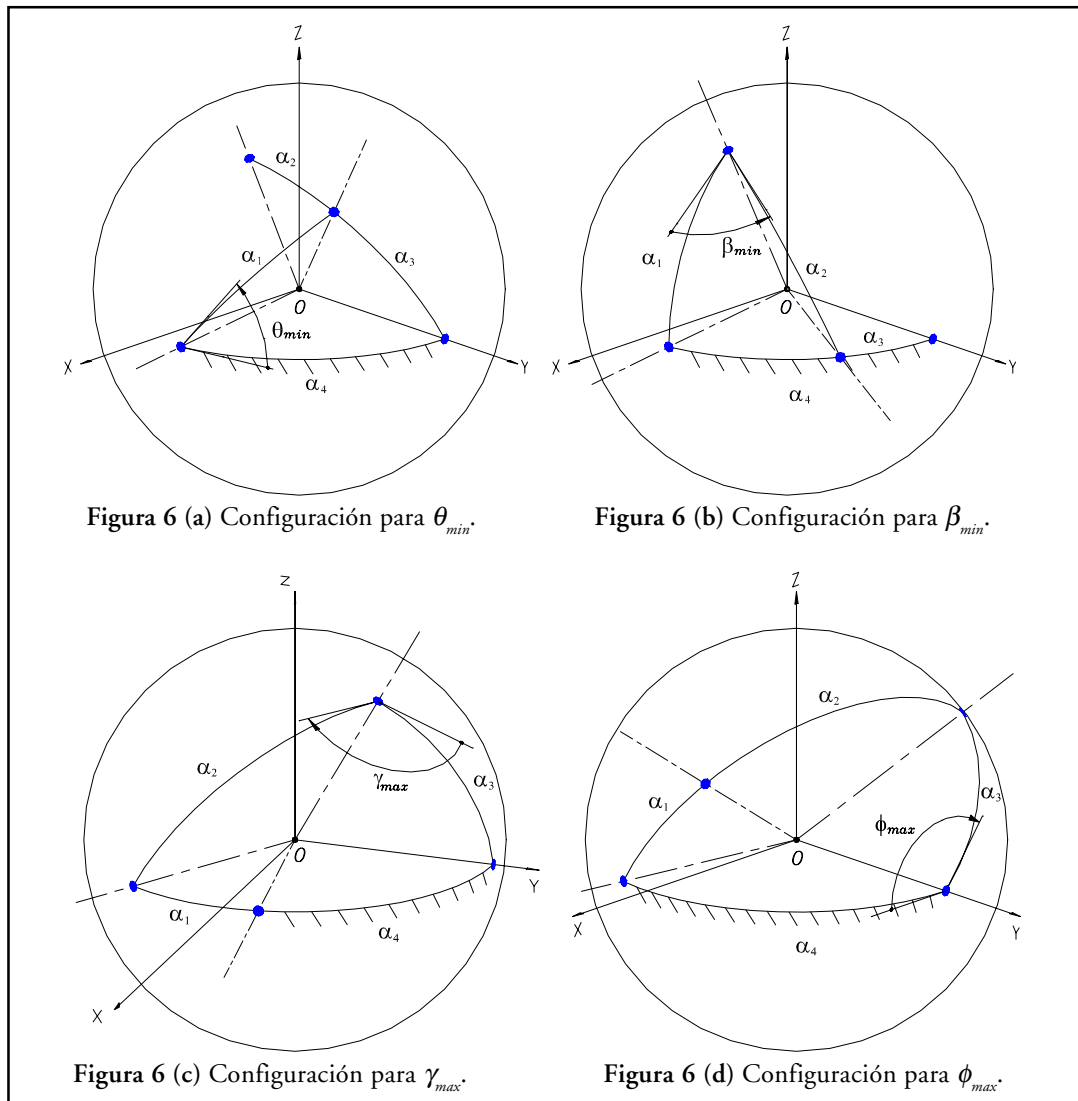 Z
α₂
α₁
α₃
θmin
O
X
Y
α₄
Figura 6 (a) Configuración para θmin.
Z
α₁
βmin
α₂
O
α₃
X
Y
α₄
Figura 6 (b) Configuración para βmin.
Z
α₂
γmax
α₃
O
Y
α₁
α₄
X
Figura 6 (c) Configuración para γmax.
Z
α₂
α₁
α₃
ϕmax
O
X
Y
α₄
Figura 6 (d) Configuración para ϕmax.